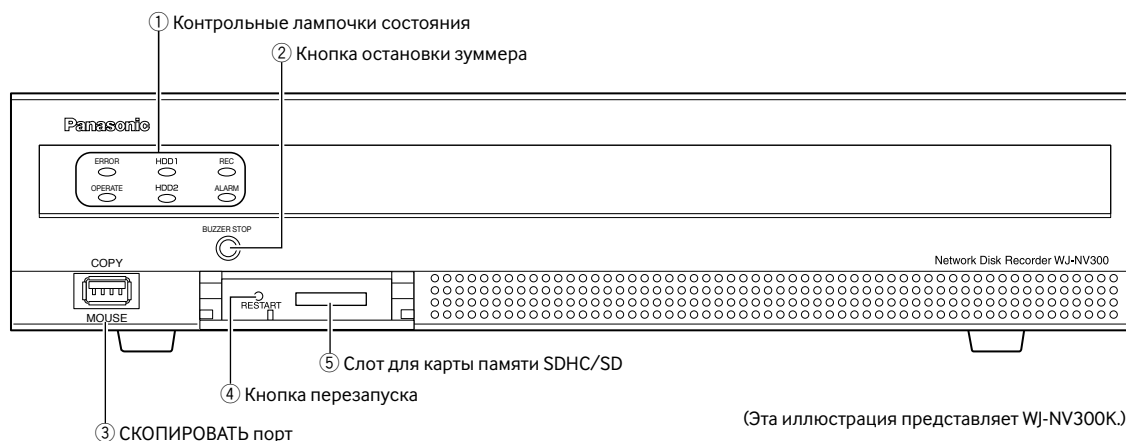 ① Контрольные лампочки состояния
② Кнопка остановки зуммера
Panasonic
ERROR HDD1 REC
OPERATE HDD2 ALARM
BUZZER STOP
COPY
Network Disk Recorder WJ-NV300
RESTART
MOUSE
⑤ Слот для карты памяти SDHC/SD
④ Кнопка перезапуска
(Эта иллюстрация представляет WJ-NV300K.)
③ СКОПИРОВАТЬ порт